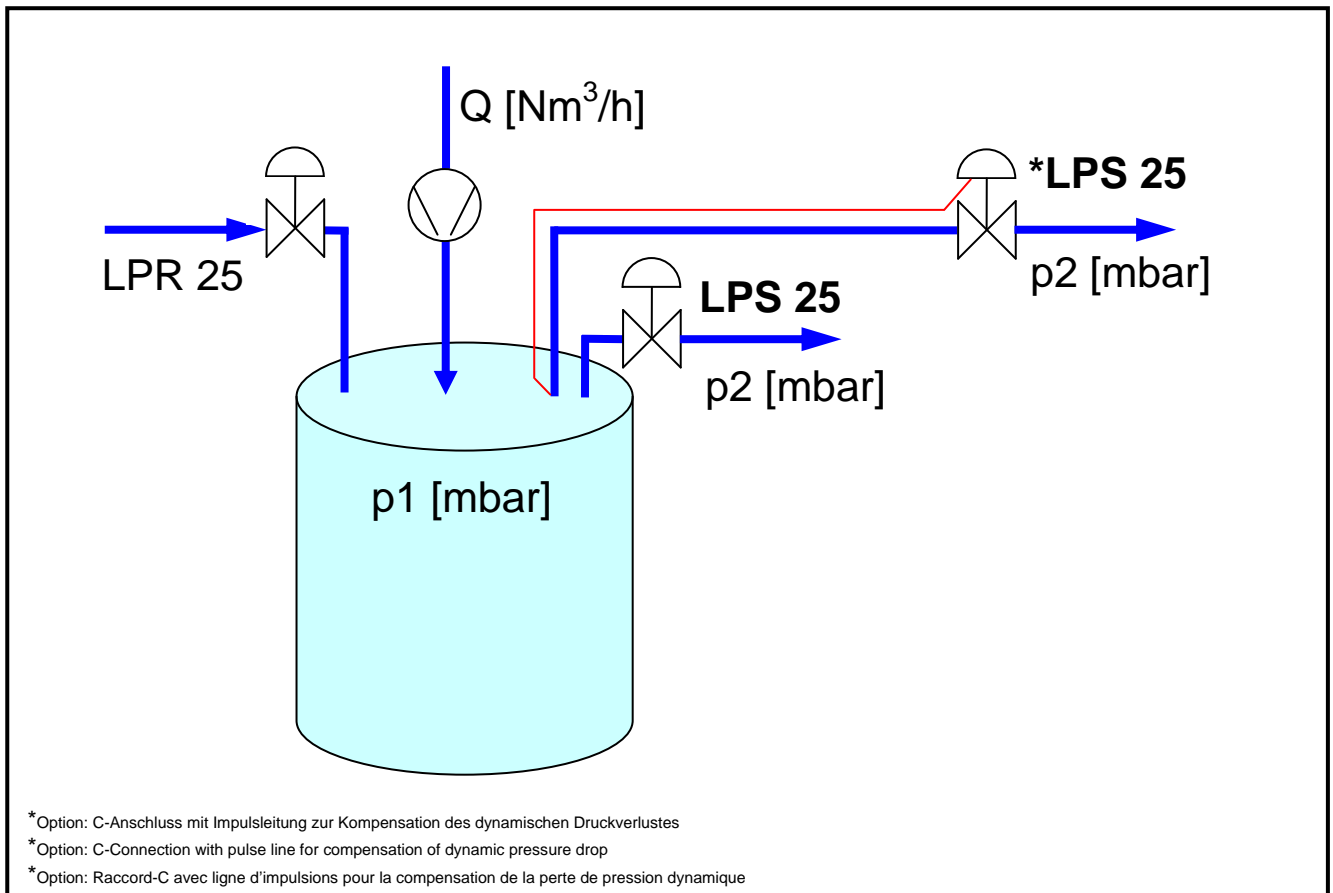 Q [Nm³/h]
*LPS 25
LPR 25
p2 [mbar]
LPS 25
p2 [mbar]
p1 [mbar]
*Option: C-Anschluss mit Impulsleitung zur Kompensation des dynamischen Druckverlustes
*Option: C-Connection with pulse line for compensation of dynamic pressure drop
*Option: Raccord-C avec ligne d'impulsions pour la compensation de la perte de pression dynamique